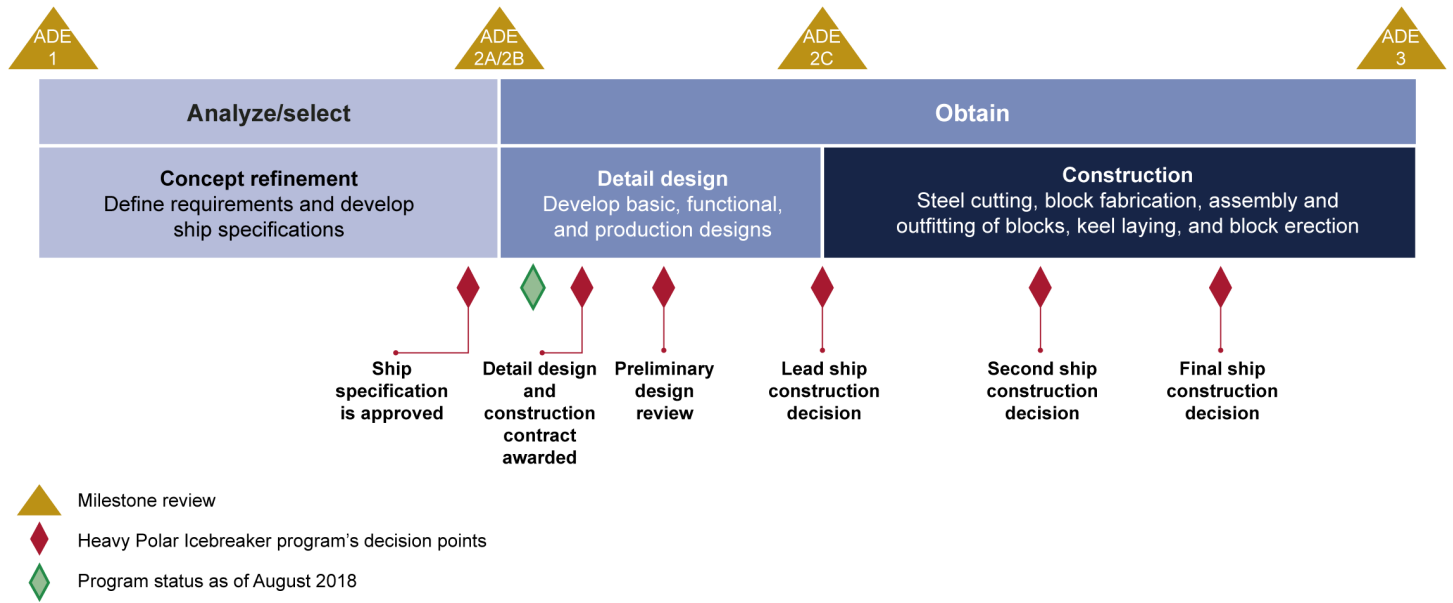 ADE
1
ADE
2A/2B
ADE
2C
ADE
3
Analyze/select
Obtain
Concept refinement
Define requirements and develop
ship specifications
Detail design
Develop basic, functional,
and production designs
Construction
Steel cutting, block fabrication, assembly and
outfitting of blocks, keel laying, and block erection
Ship
specification
is approved
Detail design
and
construction
contract
awarded
Preliminary
design
review
Lead ship
construction
decision
Second ship
construction
decision
Final ship
construction
decision
Milestone review
Heavy Polar Icebreaker program's decision points
Program status as of August 2018